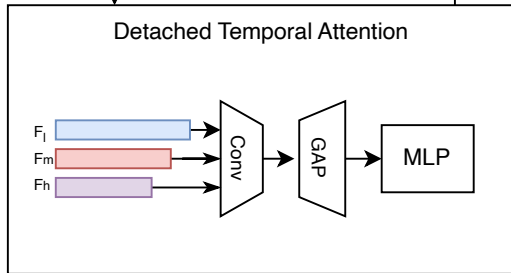 Detached Temporal Attention
Fl
Fm
Fh
Conv
GAP
MLP